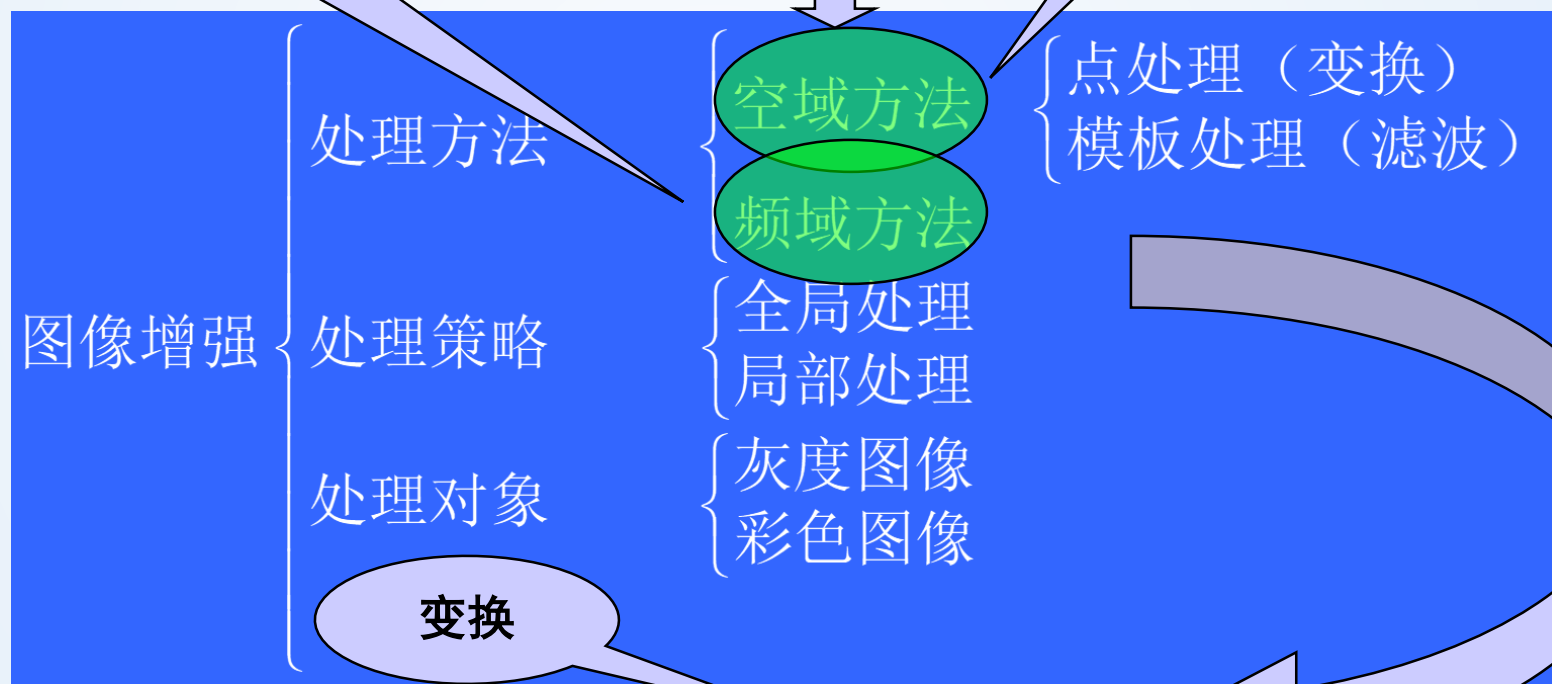 图像增强
处理方法
空域方法
点处理（变换）
模板处理（滤波）
频域方法
处理策略
全局处理
局部处理
处理对象
灰度图像
彩色图像
变换